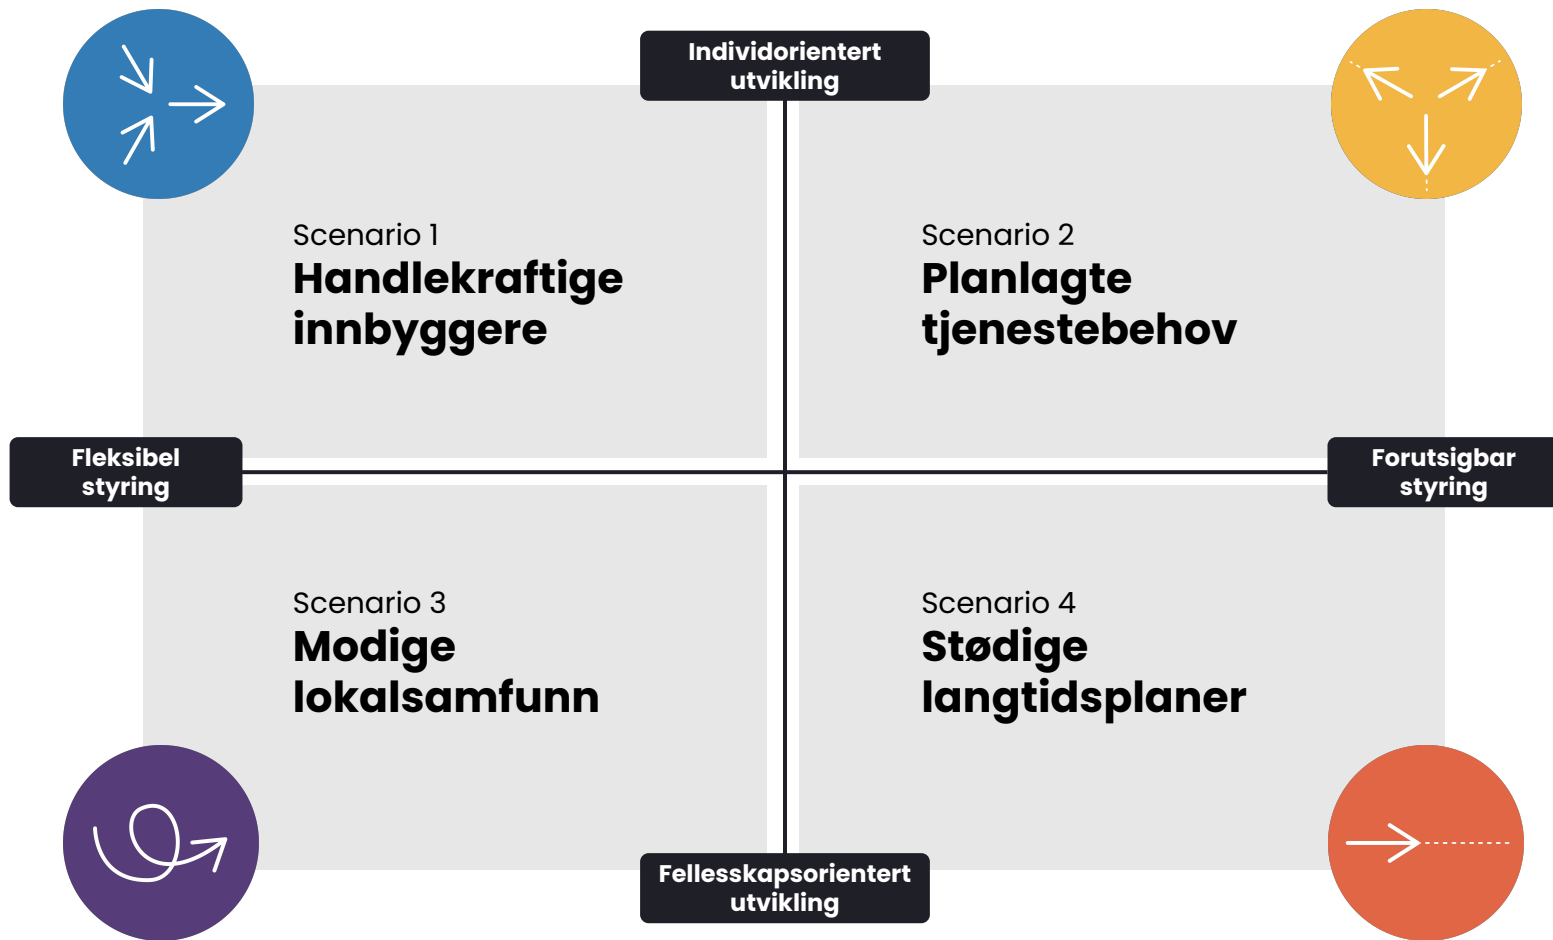 Individorientert
utvikling
Scenario 1
Handlekraftige
innbyggere
Scenario 2
Planlagte
tjenestebehov
Fleksibel
styring
Forutsigbar
styring
Scenario 3
Modige
lokalsamfunn
Scenario 4
Stødige
langtidsplaner
Fellesskapsorientert
utvikling